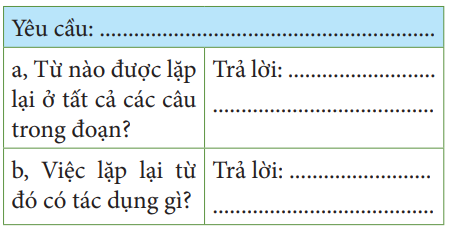 Yêu cầu: ........................................................
a, Từ nào được lặp
lại ở tất cả các câu
trong đoạn?
Trả lời: .........................
.....................................
b, Việc lặp lại từ
đó có tác dụng gì?
Trả lời: ........................
.....................................